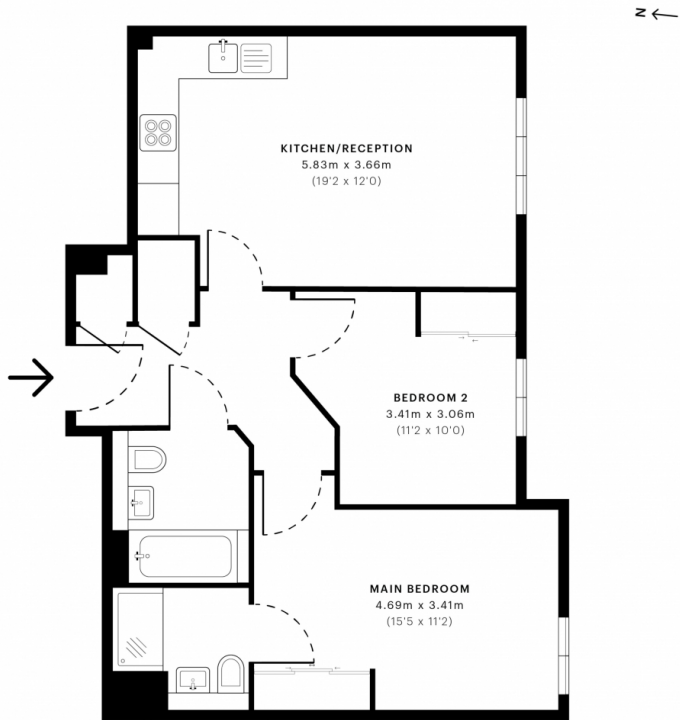 N
KITCHEN/RECEPTION
5.83m x 3.66m
(19'2 x 12'0)
BEDROOM 2
3.41m x 3.06m
(11'2 x 10'0)
MAIN BEDROOM
4.69m x 3.41m
(15'5 x 11'2)